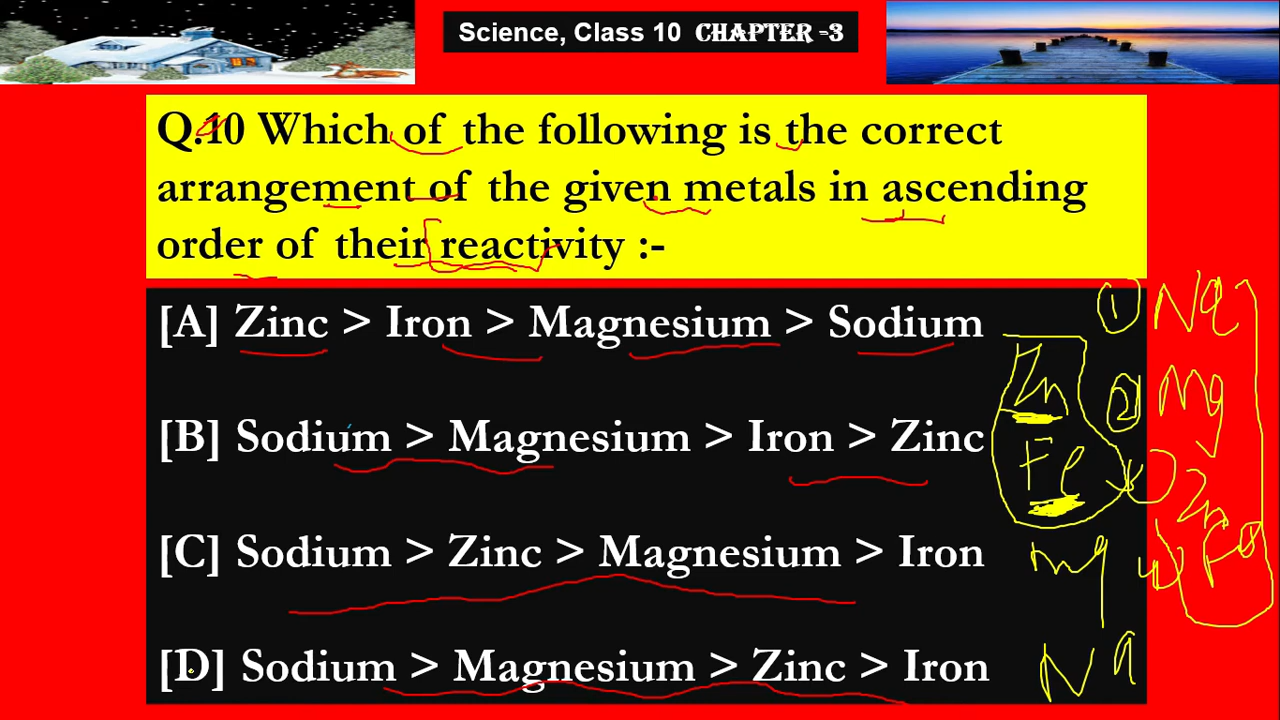 Science, Class 10 CHAPTER -3
Q.10 Which of the following is the correct
arrangement of the given metals in ascending
order of their reactivity :-
[A] Zinc > Iron > Magnesium > Sodium
[B] Sodium > Magnesium > Iron > Zinc
[C] Sodium > Zinc > Magnesium > Iron
[D] Sodium > Magnesium > Zinc > Iron
Zn
Fe
mg
Na
① Na
② Mg
Zn
Fe